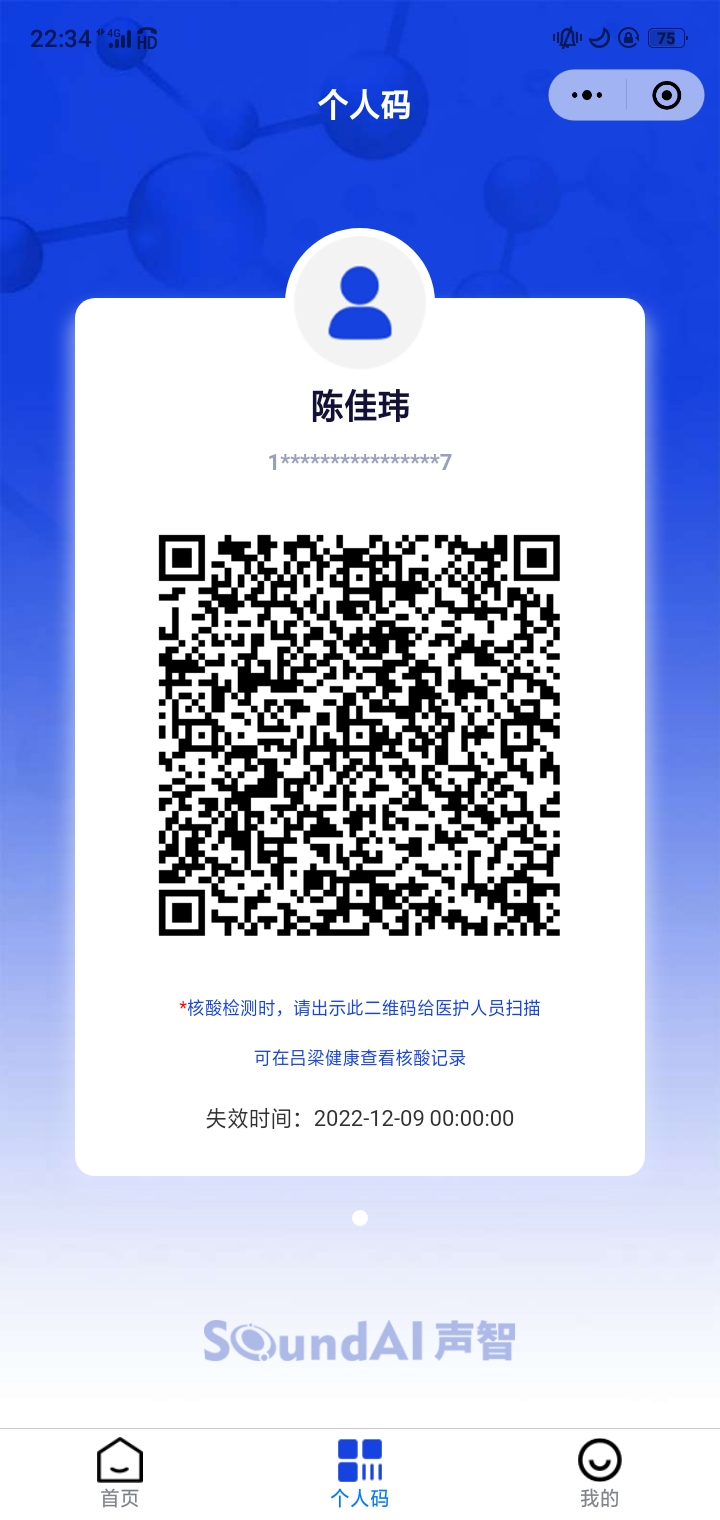 22:34 4G HD 75
个人码
陈佳玮
1****************7
*核酸检测时，请出示此二维码给医护人员扫描
可在吕梁健康查看核酸记录
失效时间：2022-12-09 00:00:00
SoundAI 声智
首页 个人码 我的